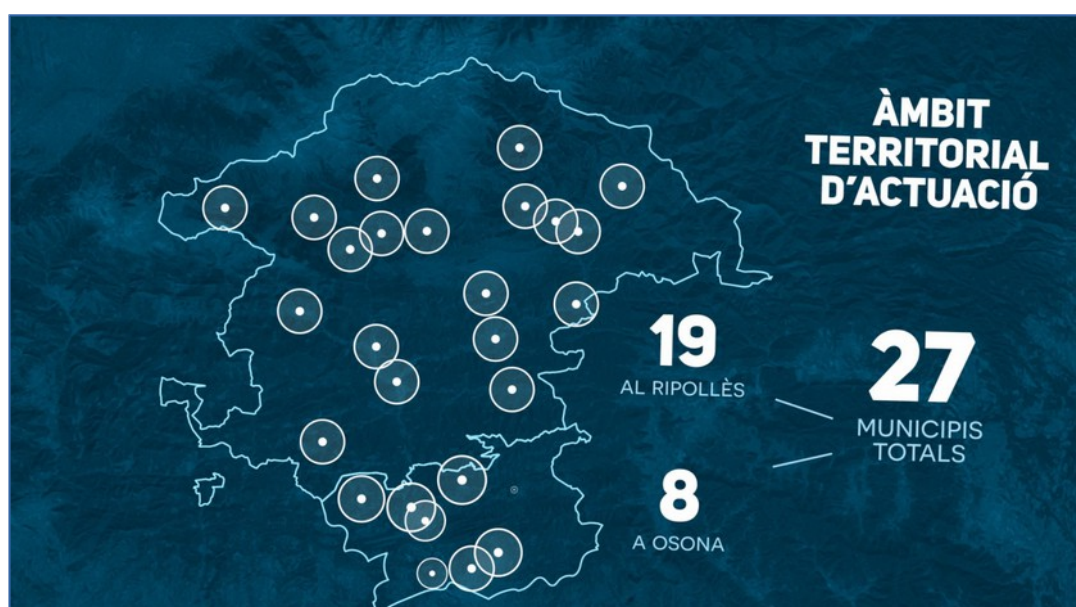 ÀMBIT
TERRITORIAL
D'ACTUACIÓ
19
AL RIPOLLÈS
27
MUNICIPIS
TOTALS
8
A OSONA